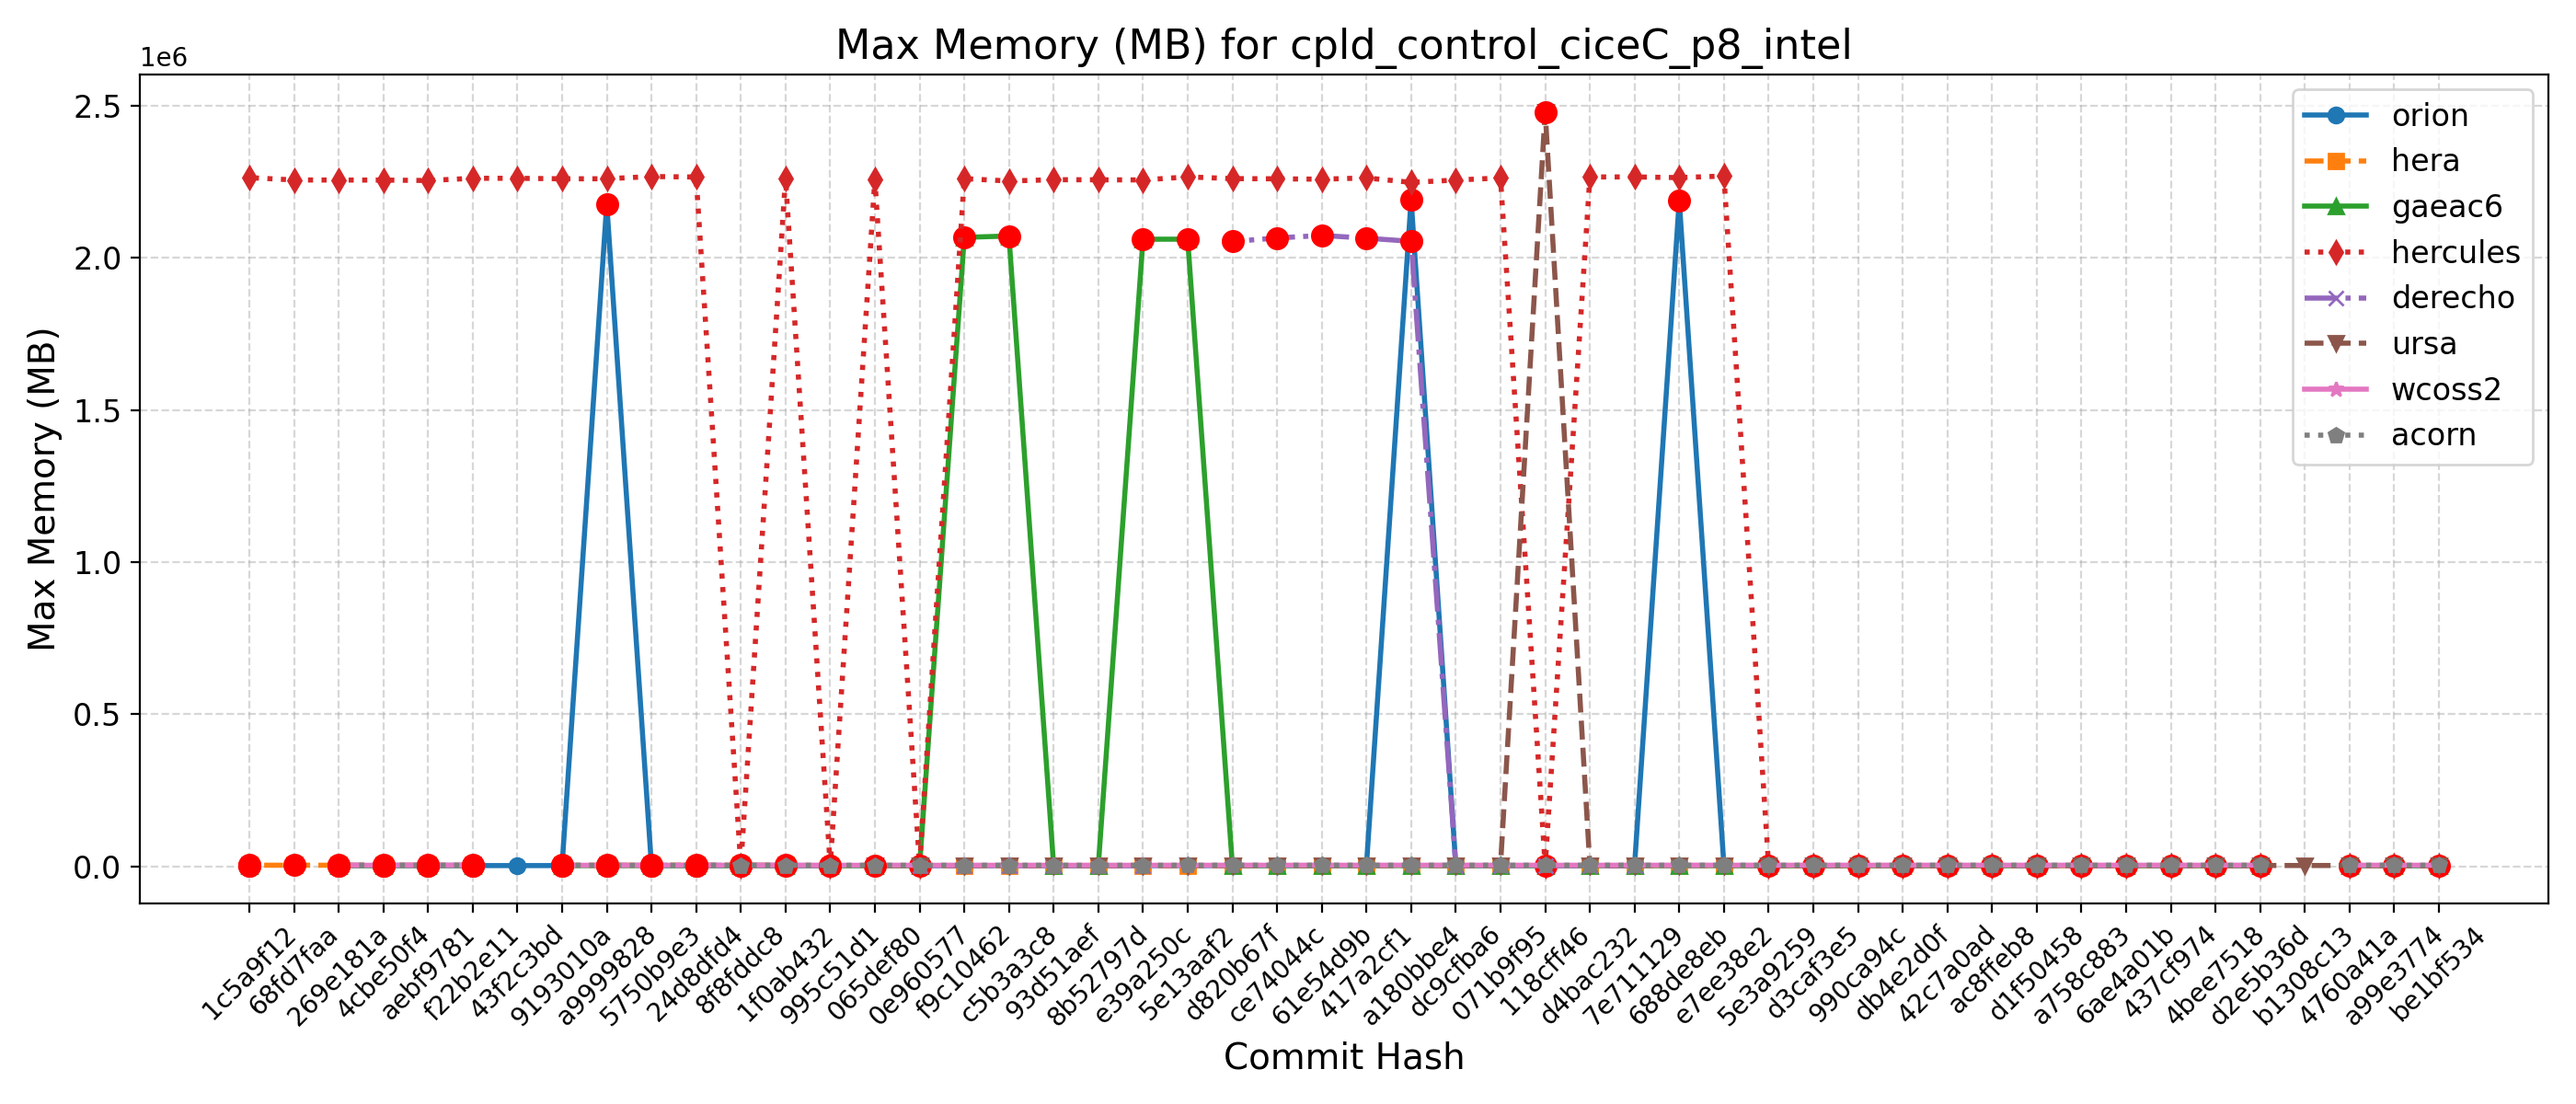 Max Memory (MB) for cpld_control_ciceC_p8_intel
1e6
2.5
2.0
1.5
1.0
0.5
0.0
Max Memory (MB)
orion
hera
gaeac6
hercules
derecho
ursa
wcoss2
acorn
1c5a9f12
68fd7faa
269e181a
4cbe50f4
aebf9781
f22b2e11
43f2c3bd
9193010a
a9999828
5750b9e3
24d8dfd4
8f8fddc8
1f0ab432
995c51d1
065def80
0e960577
f9c10462
c5b3a3c8
93d51aef
8b52797d
e39a250c
5e13aaf2
d820b67f
ce74044c
61e54d9b
417a2cf1
a180bbe4
dc9cfba6
071b9f95
118cff46
d4bac232
7e711129
688de8eb
e7ee38e2
5e3a9259
d3caf3e5
990ca94c
db4e2d0f
42c7a0ad
ac8ffeb8
d1f50458
a758c883
6ae4a01b
437cf974
4bee7518
d2e5b36d
b1308c13
4760a41a
a99e3774
be1bf534
Commit Hash